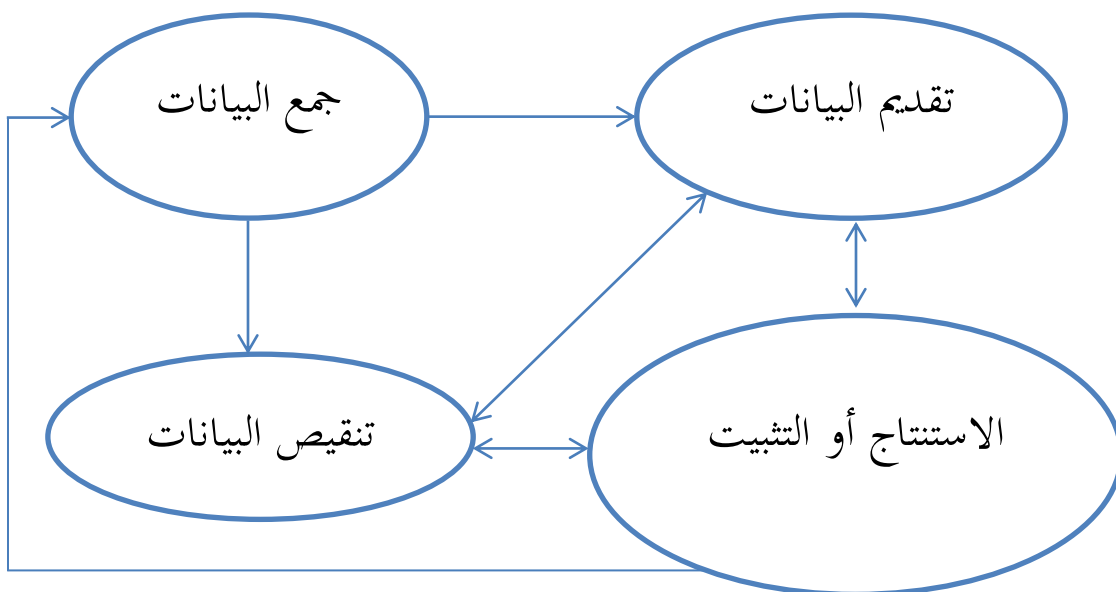 جمع البيانات
تقديم البيانات
تنقيص البيانات
الاستنتاج أو التثبيت